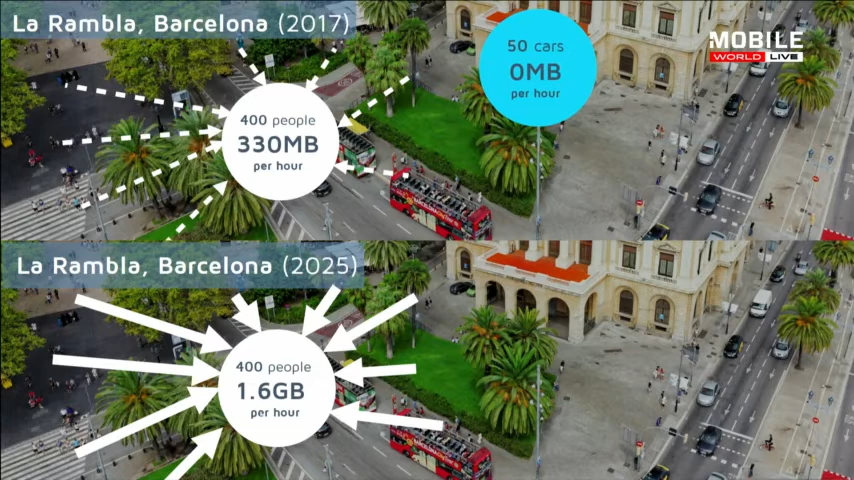 La Rambla, Barcelona (2017)
50 cars
0MB
per hour
MOBILE
WORLD LIVE
400 people
330MB
per hour
La Rambla, Barcelona (2025)
400 people
1.6GB
per hour